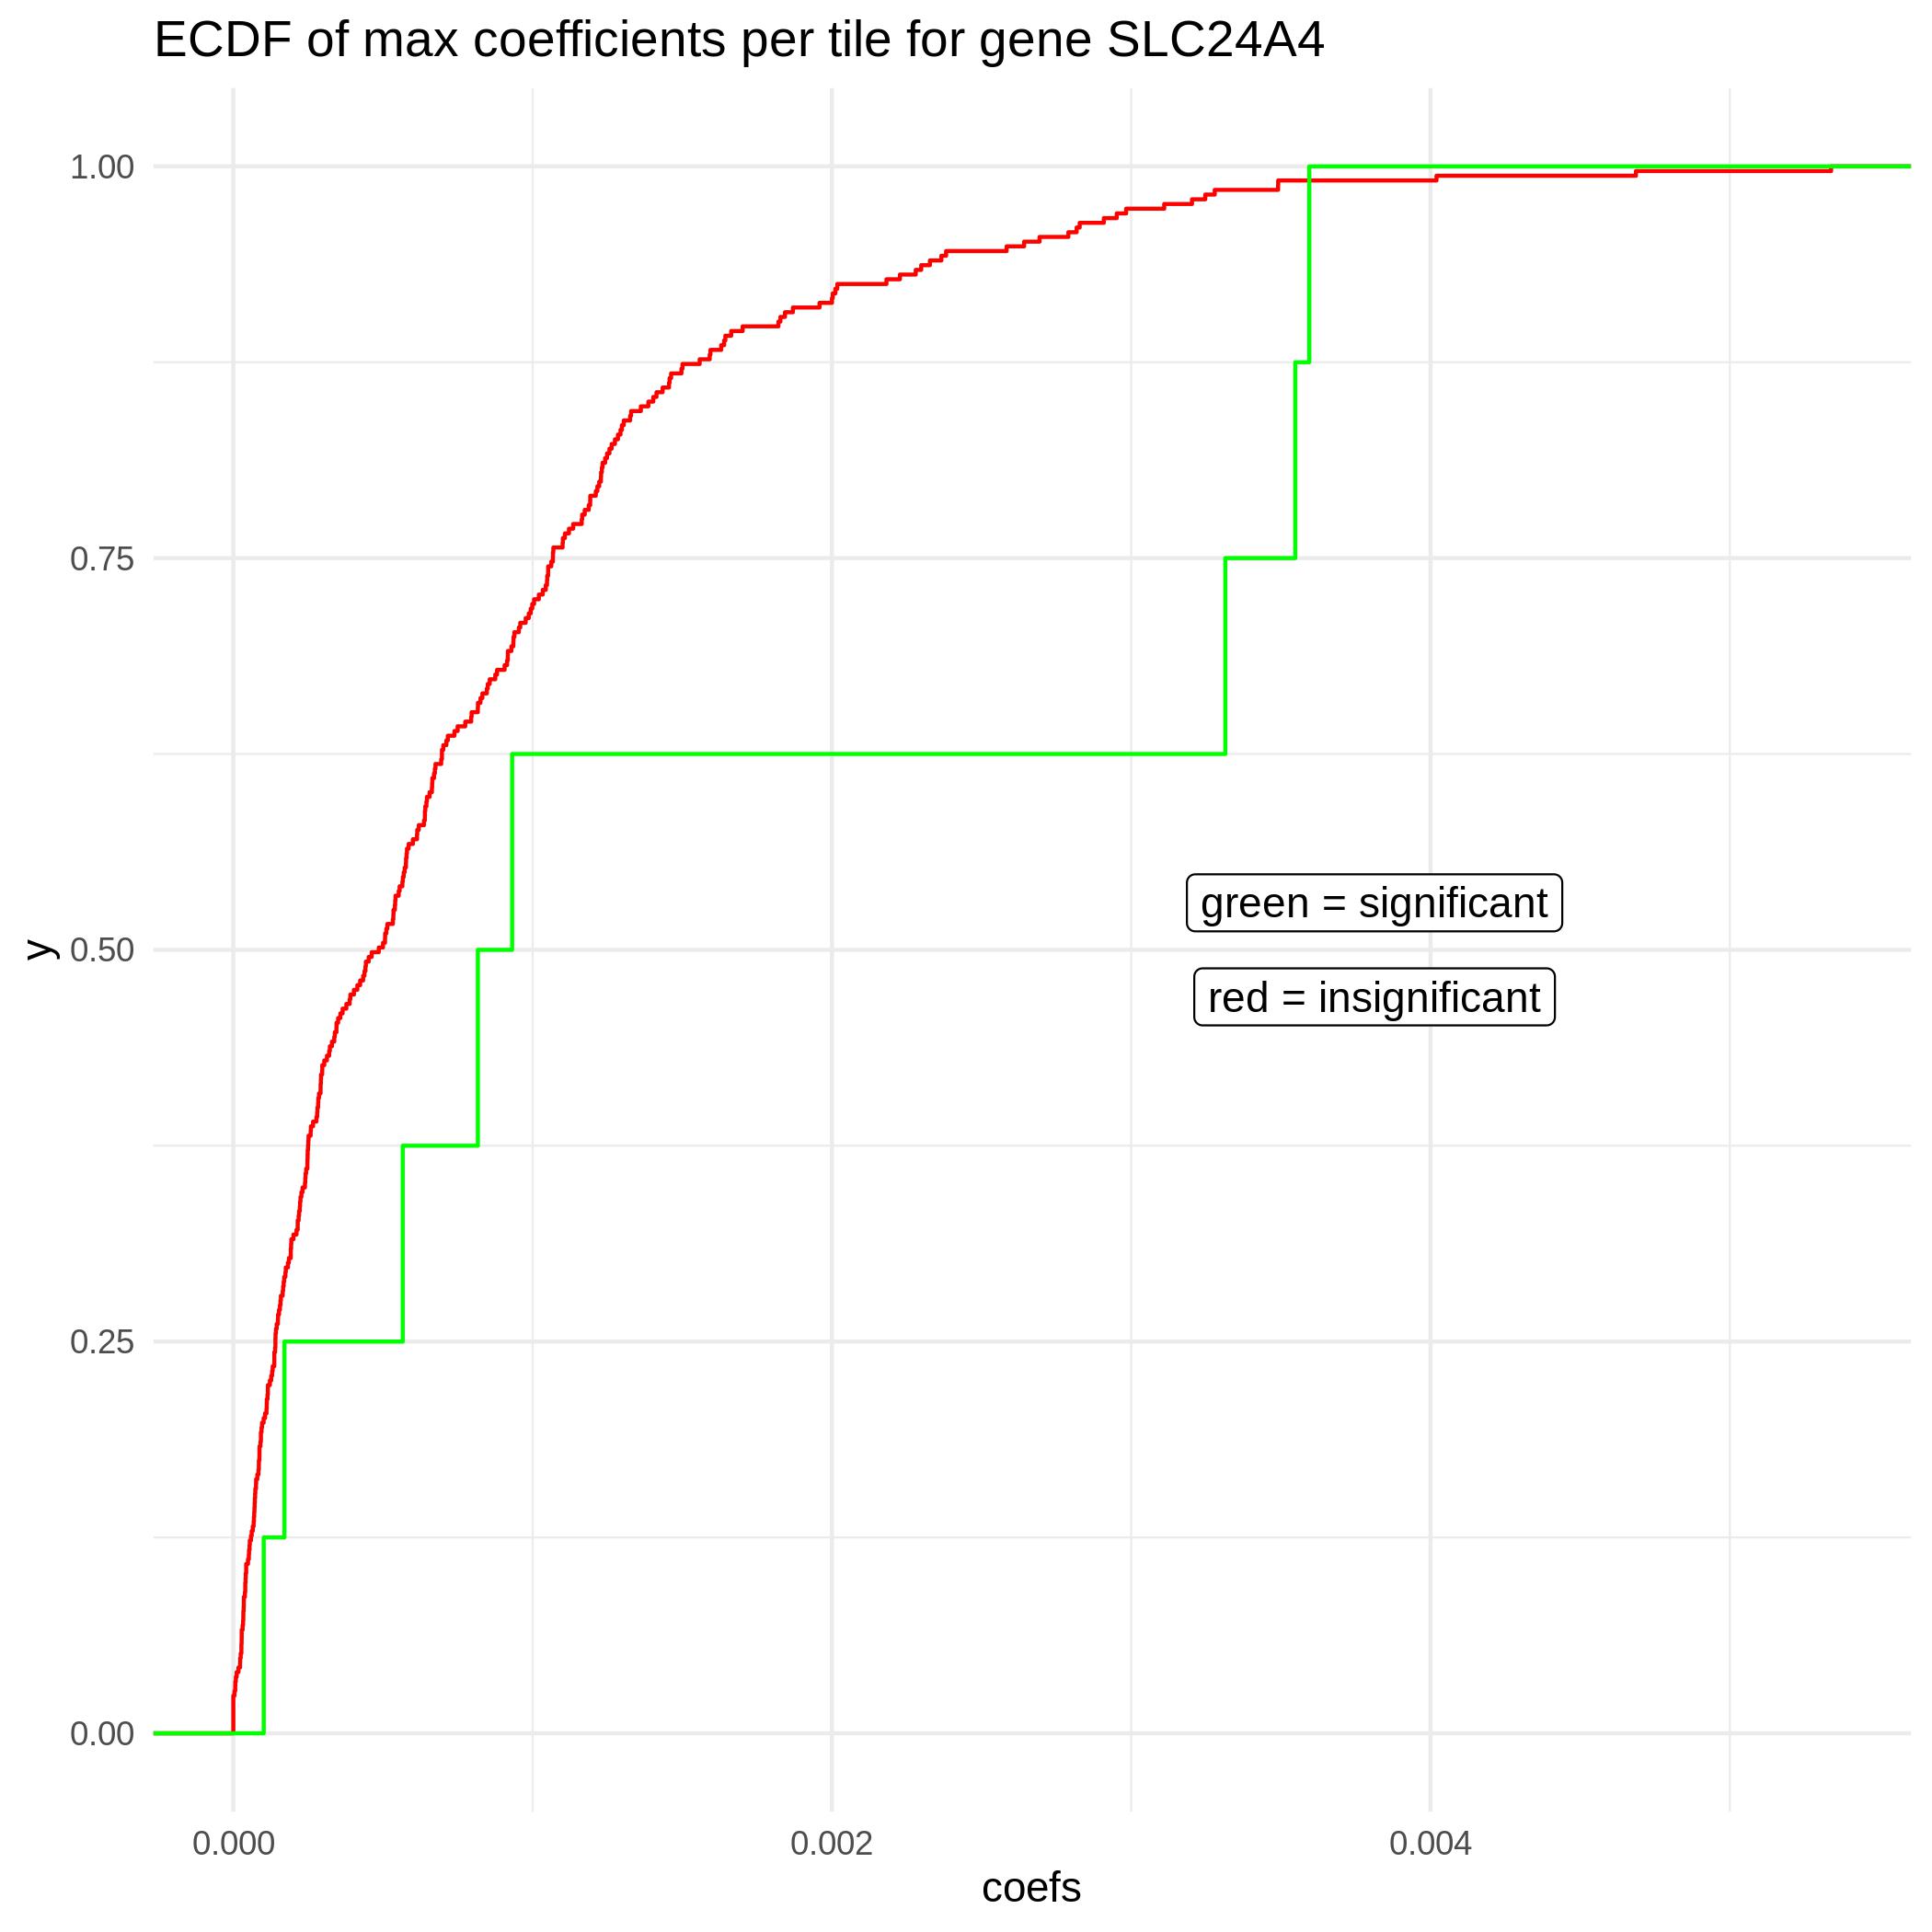 ECDF of max coefficients per tile for gene SLC24A4
1.00
0.75
0.50
0.25
0.00
y
green = significant
red = insignificant
0.000
0.002
0.004
coefs